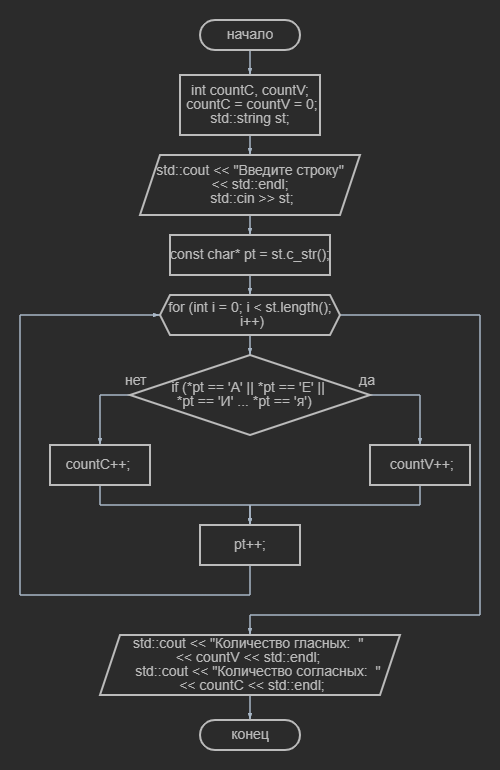 начало
int countC, countV;
countC = countV = 0;
std::string st;
std::cout << "Введите строку"
<< std::endl;
std::cin >> st;
const char* pt = st.c_str();
for (int i = 0; i < st.length();
i++)
нет
да
if (*pt == 'А' || *pt == 'Е' ||
*pt == 'И' ... *pt == 'я')
countC++;
countV++;
pt++;
std::cout << "Количество гласных:  "
<< countV << std::endl;
std::cout << "Количество согласных:  "
<< countC << std::endl;
конец